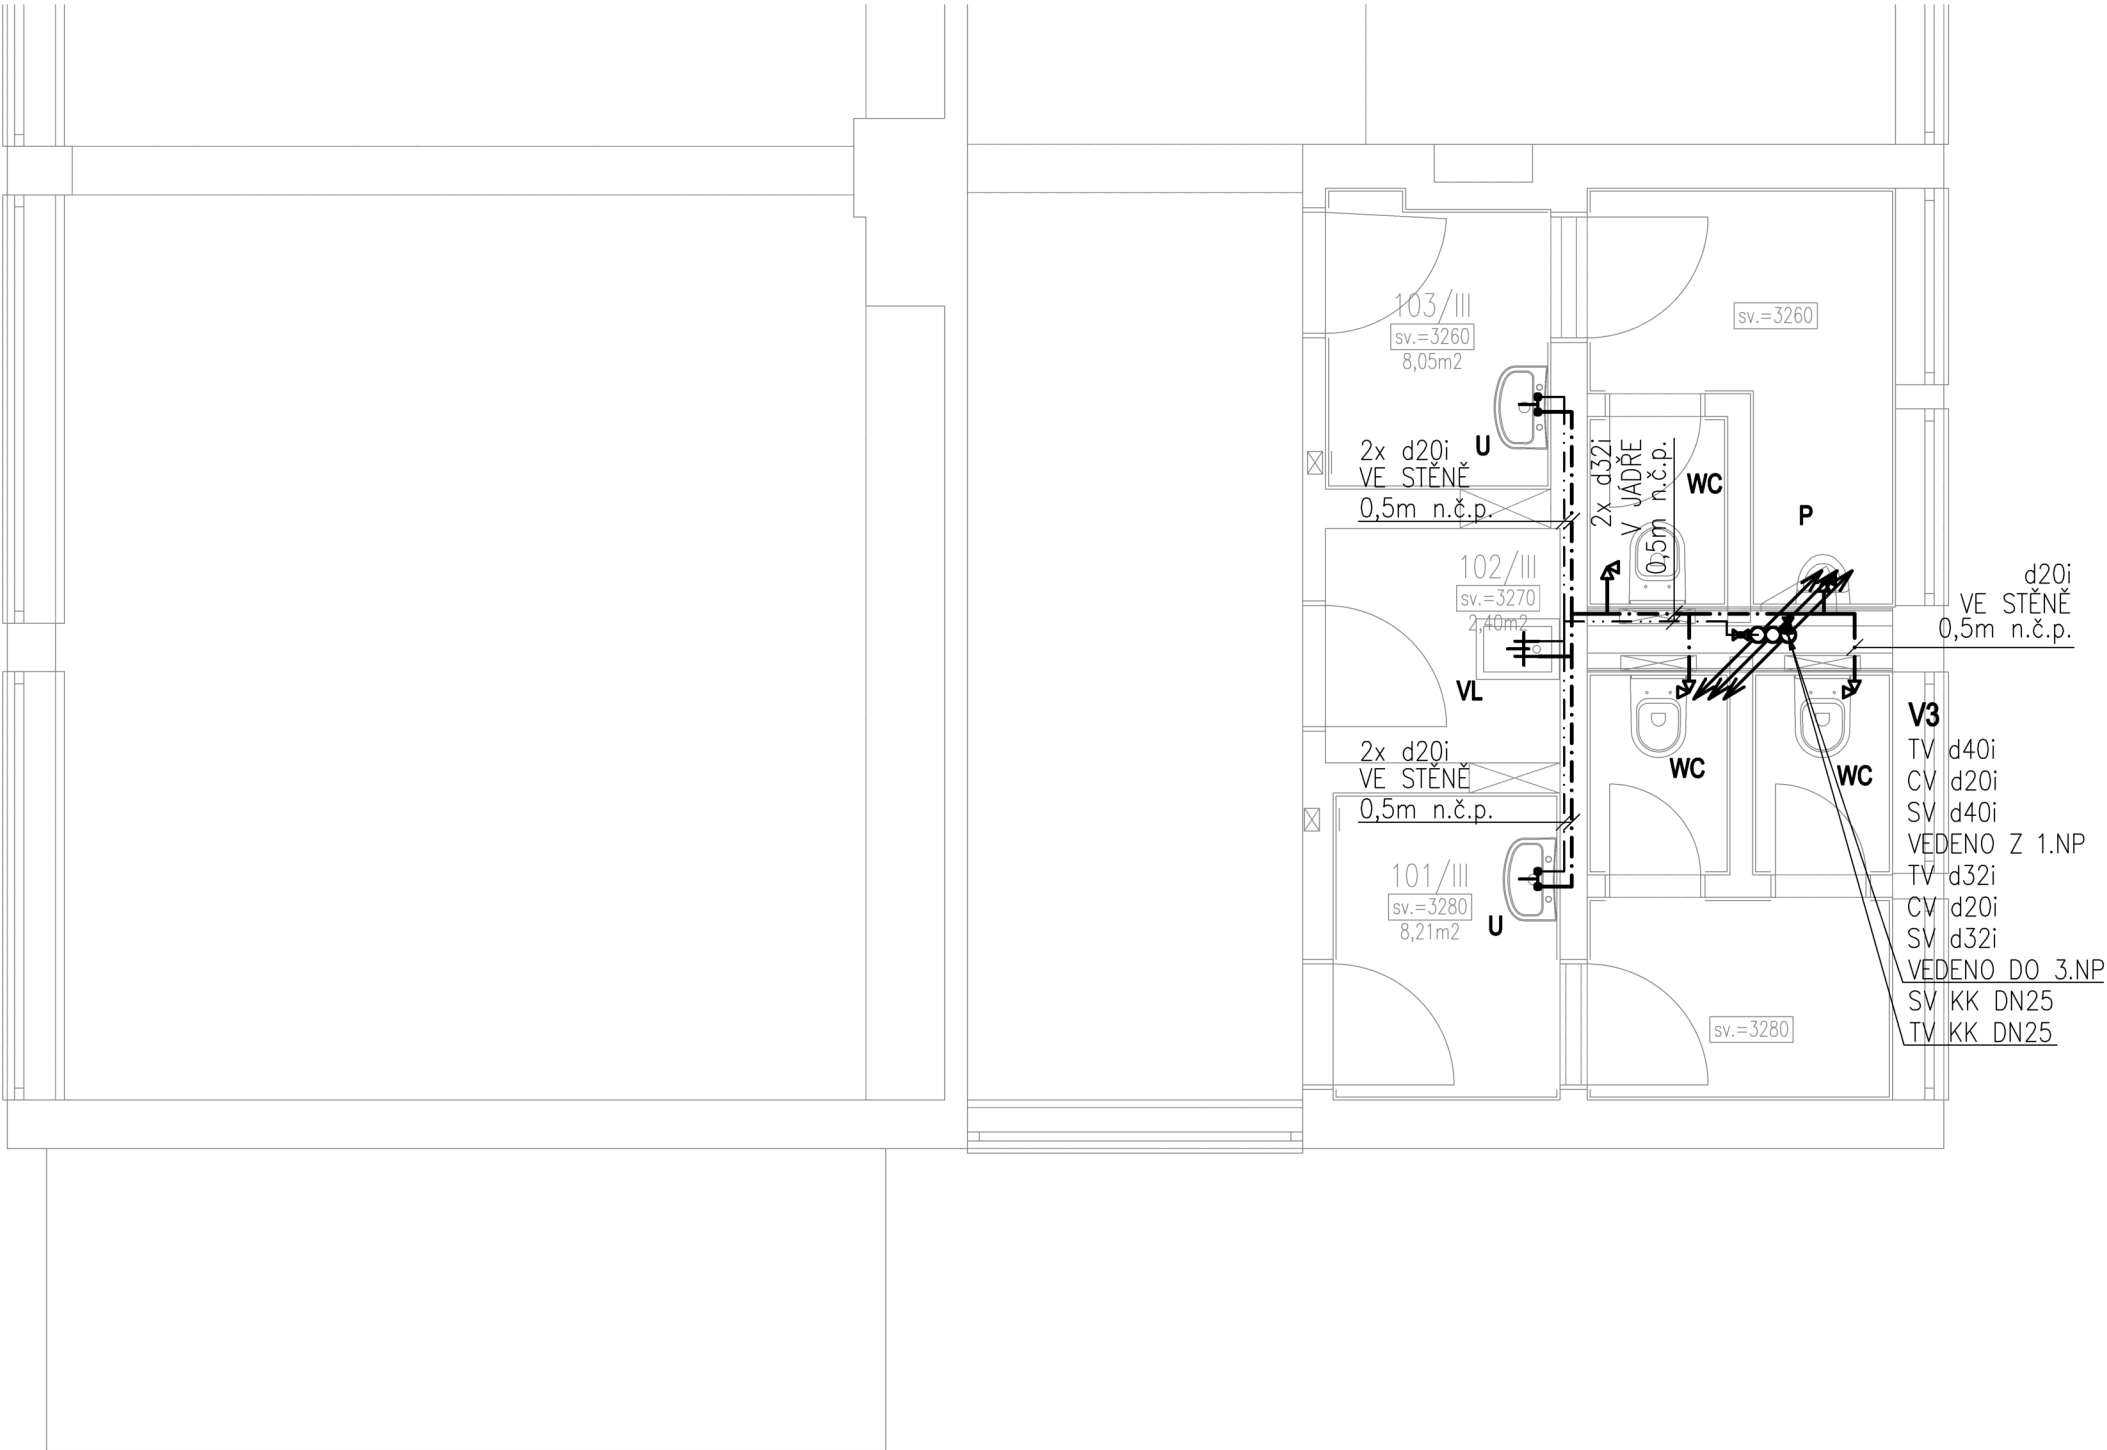 103/III
sv.=3260
8,05m2
sv.=3260
U
2x d20i
VE STĚNĚ
0,5m n.č.p.
2x d32i
V JÁDŘE
0,5m n.č.p.
WC
P
102/III
sv.=3270
2,40m2
VL
d20i
VE STĚNĚ
0,5m n.č.p.
2x d20i
VE STĚNĚ
0,5m n.č.p.
WC
WC
101/III
sv.=3280
8,21m2
U
sv.=3280
V3
TV d40i
CV d20i
SV d40i
VEDENO Z 1.NP
TV d32i
CV d20i
SV d32i
VEDENO DO 3.NP
SV KK DN25
TV KK DN25